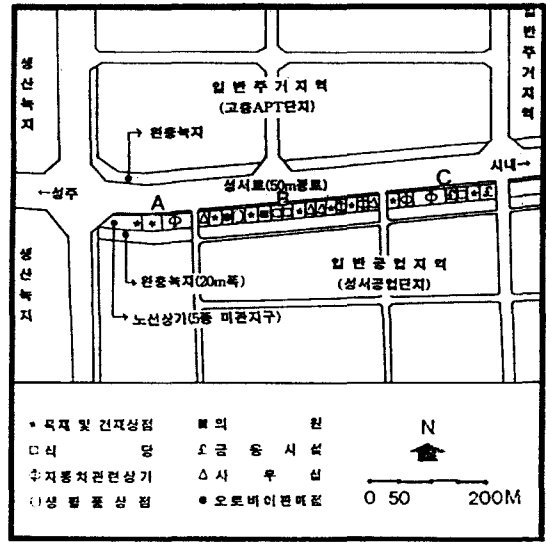 생산녹지
일반주거지역
(고층APT단지)
일반주거지역
완충녹지
시내→
←성주
성서로(50m광로)
A
B
C
생산녹지
일반공업지역
(성서공업단지)
완충녹지(20m폭)
노선상가(5종 미관지구)
* 목재 및 건재상점
의원
식당
£ 금융시설
자동차관련상가
△ 사우섭
생필품상점
오토바이판매점
N
0 50 200M